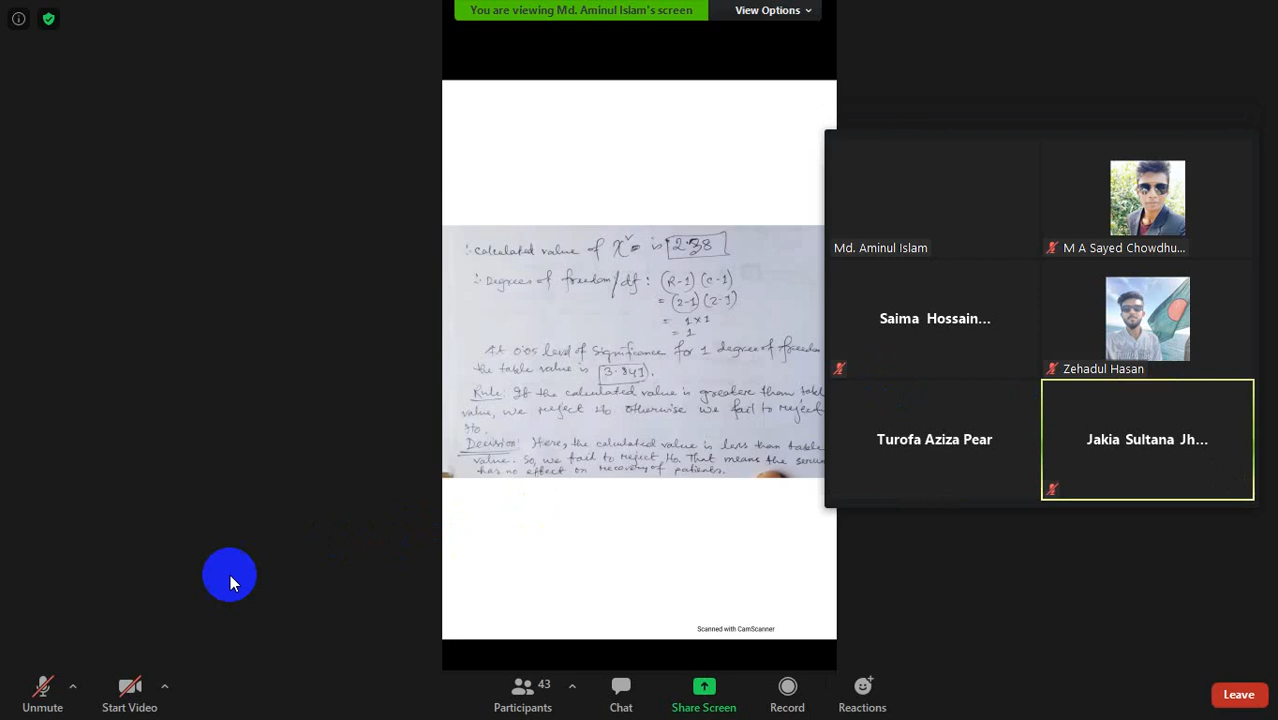 You are viewing Md. Aminul Islam's screen
View Options
∴ Calculated value of χ² is 2.38
∴ Degrees of freedom/df : (R-1) (C-1)
= (2-1) (2-1)
= 1×1
= 1
At 0.05 level of significance for 1 degree of freedom
the table value is 3.841.
Rule: If the calculated value is greater than
value, we reject Ho otherwise we fail to reject
Ho.
Decision: Here, the calculated value is less than table
value. So, we fail to reject Ho. That means the
has no effect on recovery of patients.
Scanned with CamScanner
Md. Aminul Islam
M A Sayed Chowdhu...
Saima Hossain...
Zehadul Hasan
Turofa Aziza Pear
Jakia Sultana Jh...
Unmute
Start Video
43
Participants
Chat
Share Screen
Record
Reactions
Leave